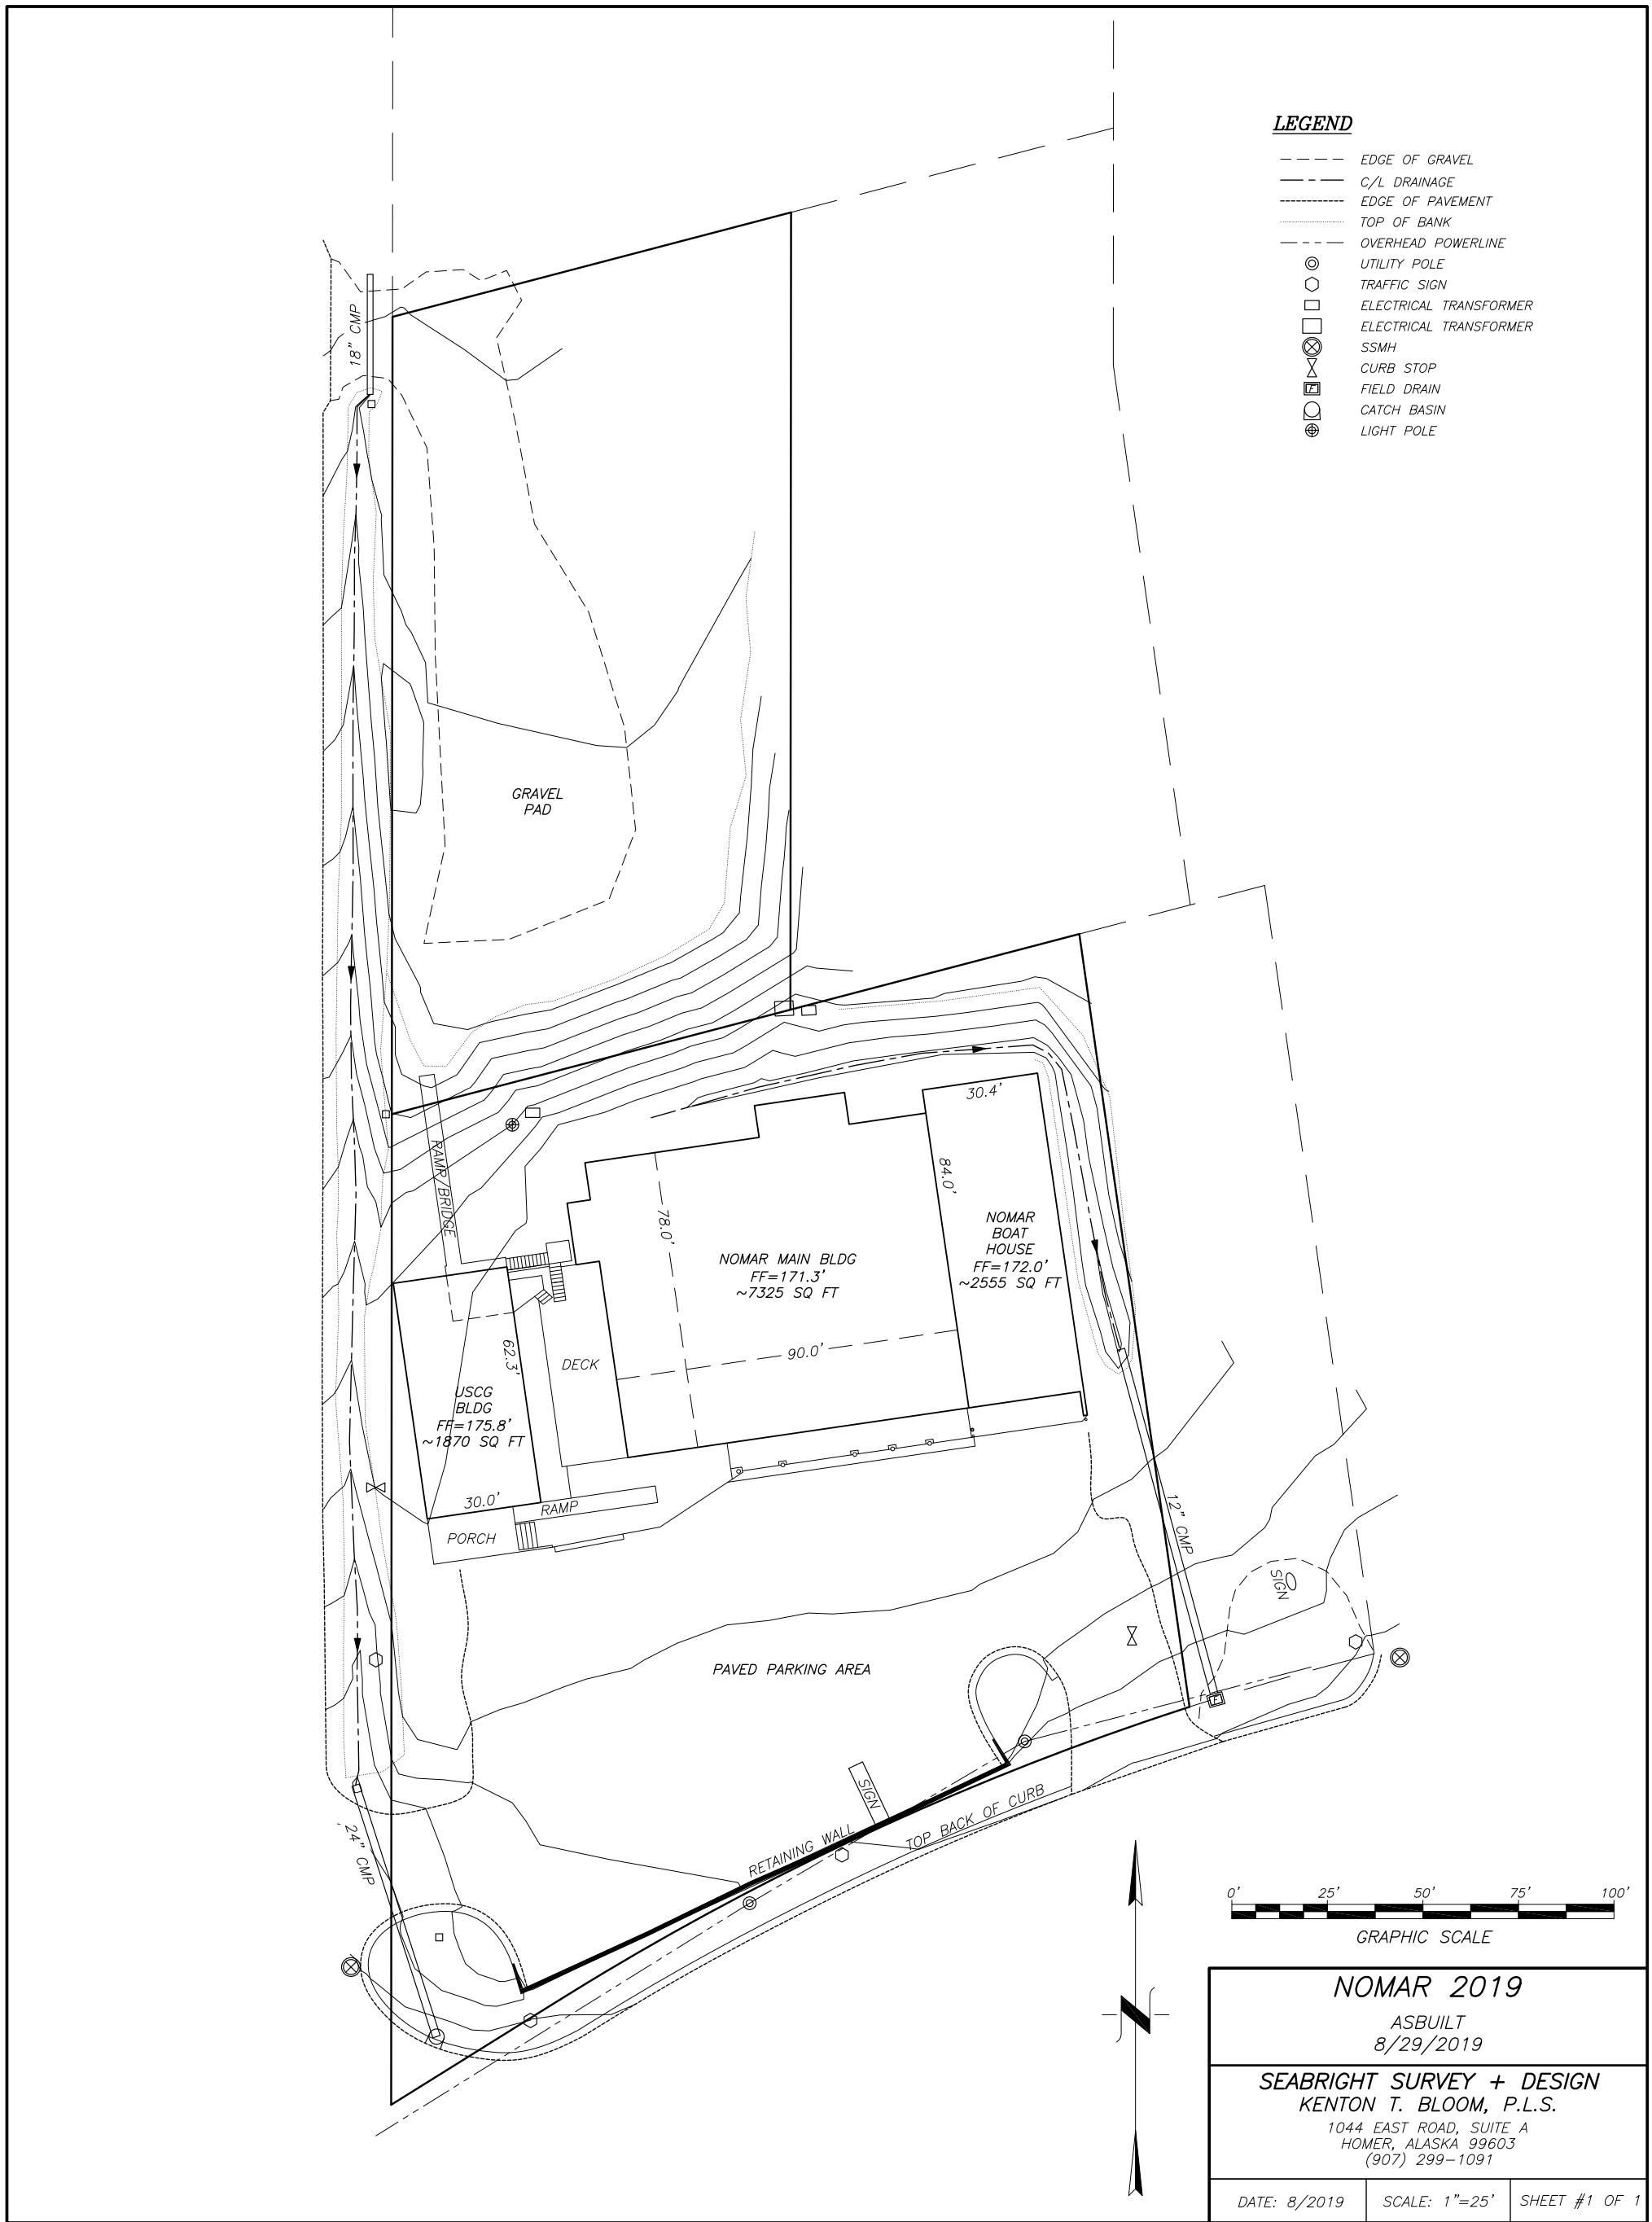 LEGEND
EDGE OF GRAVEL
C/L DRAINAGE
EDGE OF PAVEMENT
TOP OF BANK
OVERHEAD POWERLINE
UTILITY POLE
TRAFFIC SIGN
ELECTRICAL TRANSFORMER
ELECTRICAL TRANSFORMER
SSMH
CURB STOP
F FIELD DRAIN
CATCH BASIN
LIGHT POLE
18" CMP
GRAVEL
PAD
RAMP/BRIDGE
30.4'
84.0'
78.0'
NOMAR MAIN BLDG
FF=171.3'
~7325 SQ FT
NOMAR
BOAT
HOUSE
FF=172.0'
~2555 SQ FT
90.0'
62.3'
DECK
USCG
BLDG
FF=175.8'
~1870 SQ FT
30.0'
RAMP
PORCH
12" CMP
SIGN
PAVED PARKING AREA
F
SIGN
RETAINING WALL
TOP BACK OF CURB
24" CMP
N
0' 25' 50' 75' 100'
GRAPHIC SCALE
NOMAR 2019
ASBUILT
8/29/2019
SEABRIGHT SURVEY + DESIGN
KENTON T. BLOOM, P.L.S.
1044 EAST ROAD, SUITE A
HOMER, ALASKA 99603
(907) 299-1091
DATE: 8/2019 SCALE: 1"=25' SHEET #1 OF 1